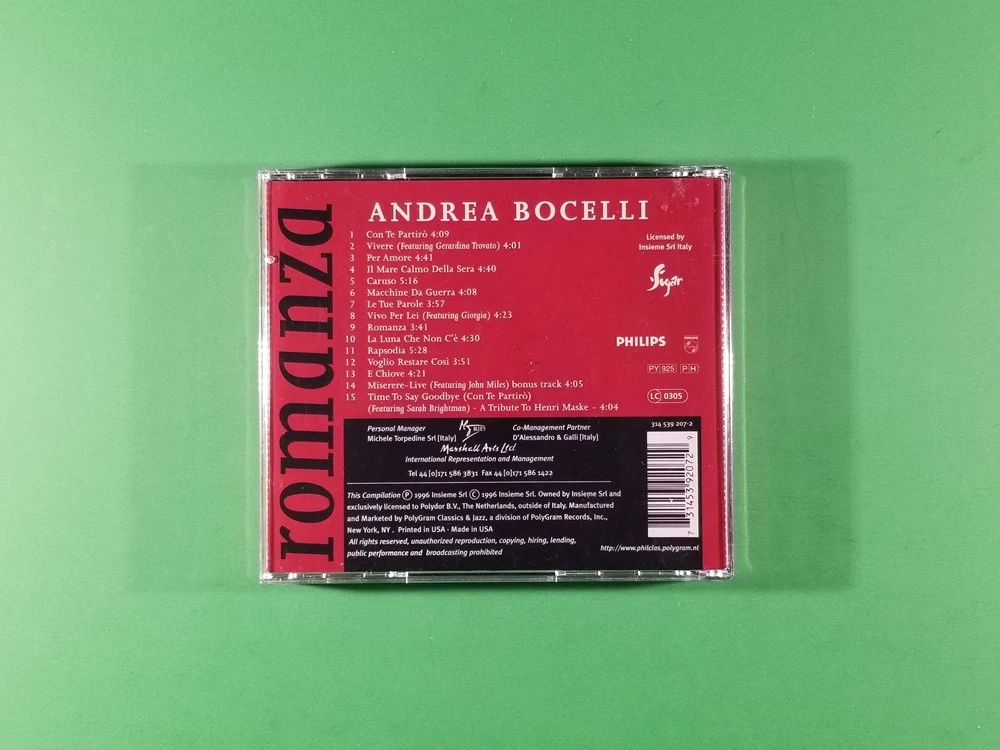 romanza
ANDREA BOCELLI
1 Con Te Partirò 4:09
2 Vivere (Featuring Gerardina Trovato) 4:01
3 Per Amore 4:41
4 Il Mare Calmo Della Sera 4:40
5 Caruso 5:16
6 Macchine Da Guerra 4:08
7 Le Tue Parole 3:57
8 Vivo Per Lei (Featuring Giorgia) 4:23
9 Romanza 3:41
10 La Luna Che Non C'è 4:30
11 Rapsodia 5:28
12 Voglio Restare Così 3:51
13 E Chiove 4:21
14 Miserere-Live (Featuring John Miles) bonus track 4:05
15 Time To Say Goodbye (Con Te Partirò)
(Featuring Sarah Brightman) - A Tribute To Henri Maske - 4:04
Licensed by
Insieme Srl Italy
Sugar
PHILIPS
PHILIPS
PY 925 P H
LC 0305
Personal Manager
Michele Torpedine Srl [Italy]
Co-Management Partner
D'Alessandro & Galli [Italy]
Marshall Arts Ltd
International Representation and Management
Tel 44 [0]171 586 3831 Fax 44 [0]171 586 1422
This Compilation Ⓟ 1996 Insieme Srl © 1996 Insieme Srl. Owned by Insieme Srl and
exclusively licensed to Polydor B.V., The Netherlands, outside of Italy. Manufactured
and Marketed by PolyGram Classics & Jazz, a division of PolyGram Records, Inc.,
New York, NY . Printed in USA - Made in USA
All rights reserved, unauthorized reproduction, copying, hiring, lending,
public performance and broadcasting prohibited
314 539 207-2
7 31453 92072 9
http://www.philclas.polygram.nl